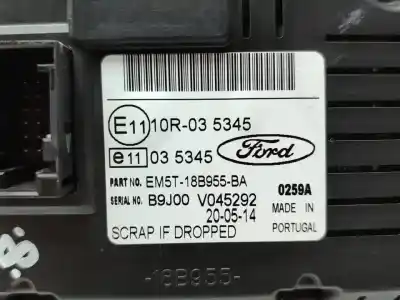 E11 10R-03 5345
e11 03 5345
Ford
PART NO. EM5T-18B955-BA
SERIAL NO. B9J00 V045292
0259A
20-05-14
MADE IN
PORTUGAL
SCRAP IF DROPPED
-18B955-